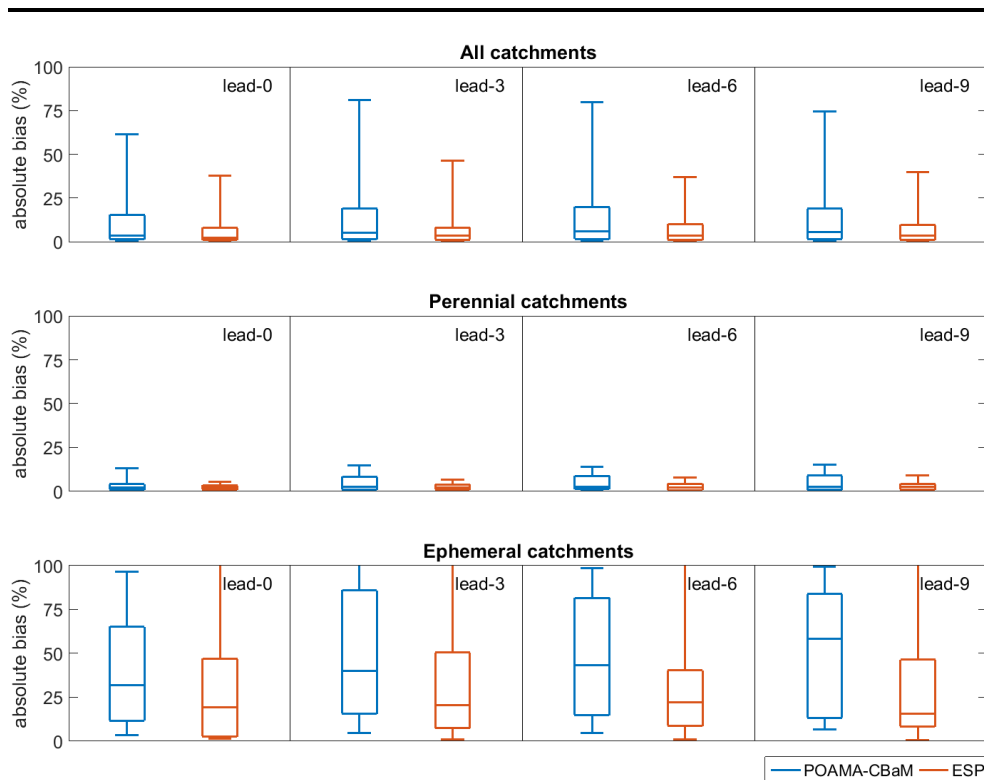 All catchments
absolute bias (%)
100
75
50
25
0
lead-0
lead-3
lead-6
lead-9
Perennial catchments
absolute bias (%)
100
75
50
25
0
lead-0
lead-3
lead-6
lead-9
Ephemeral catchments
absolute bias (%)
100
75
50
25
0
lead-0
lead-3
lead-6
lead-9
POAMA-CBaM ESP